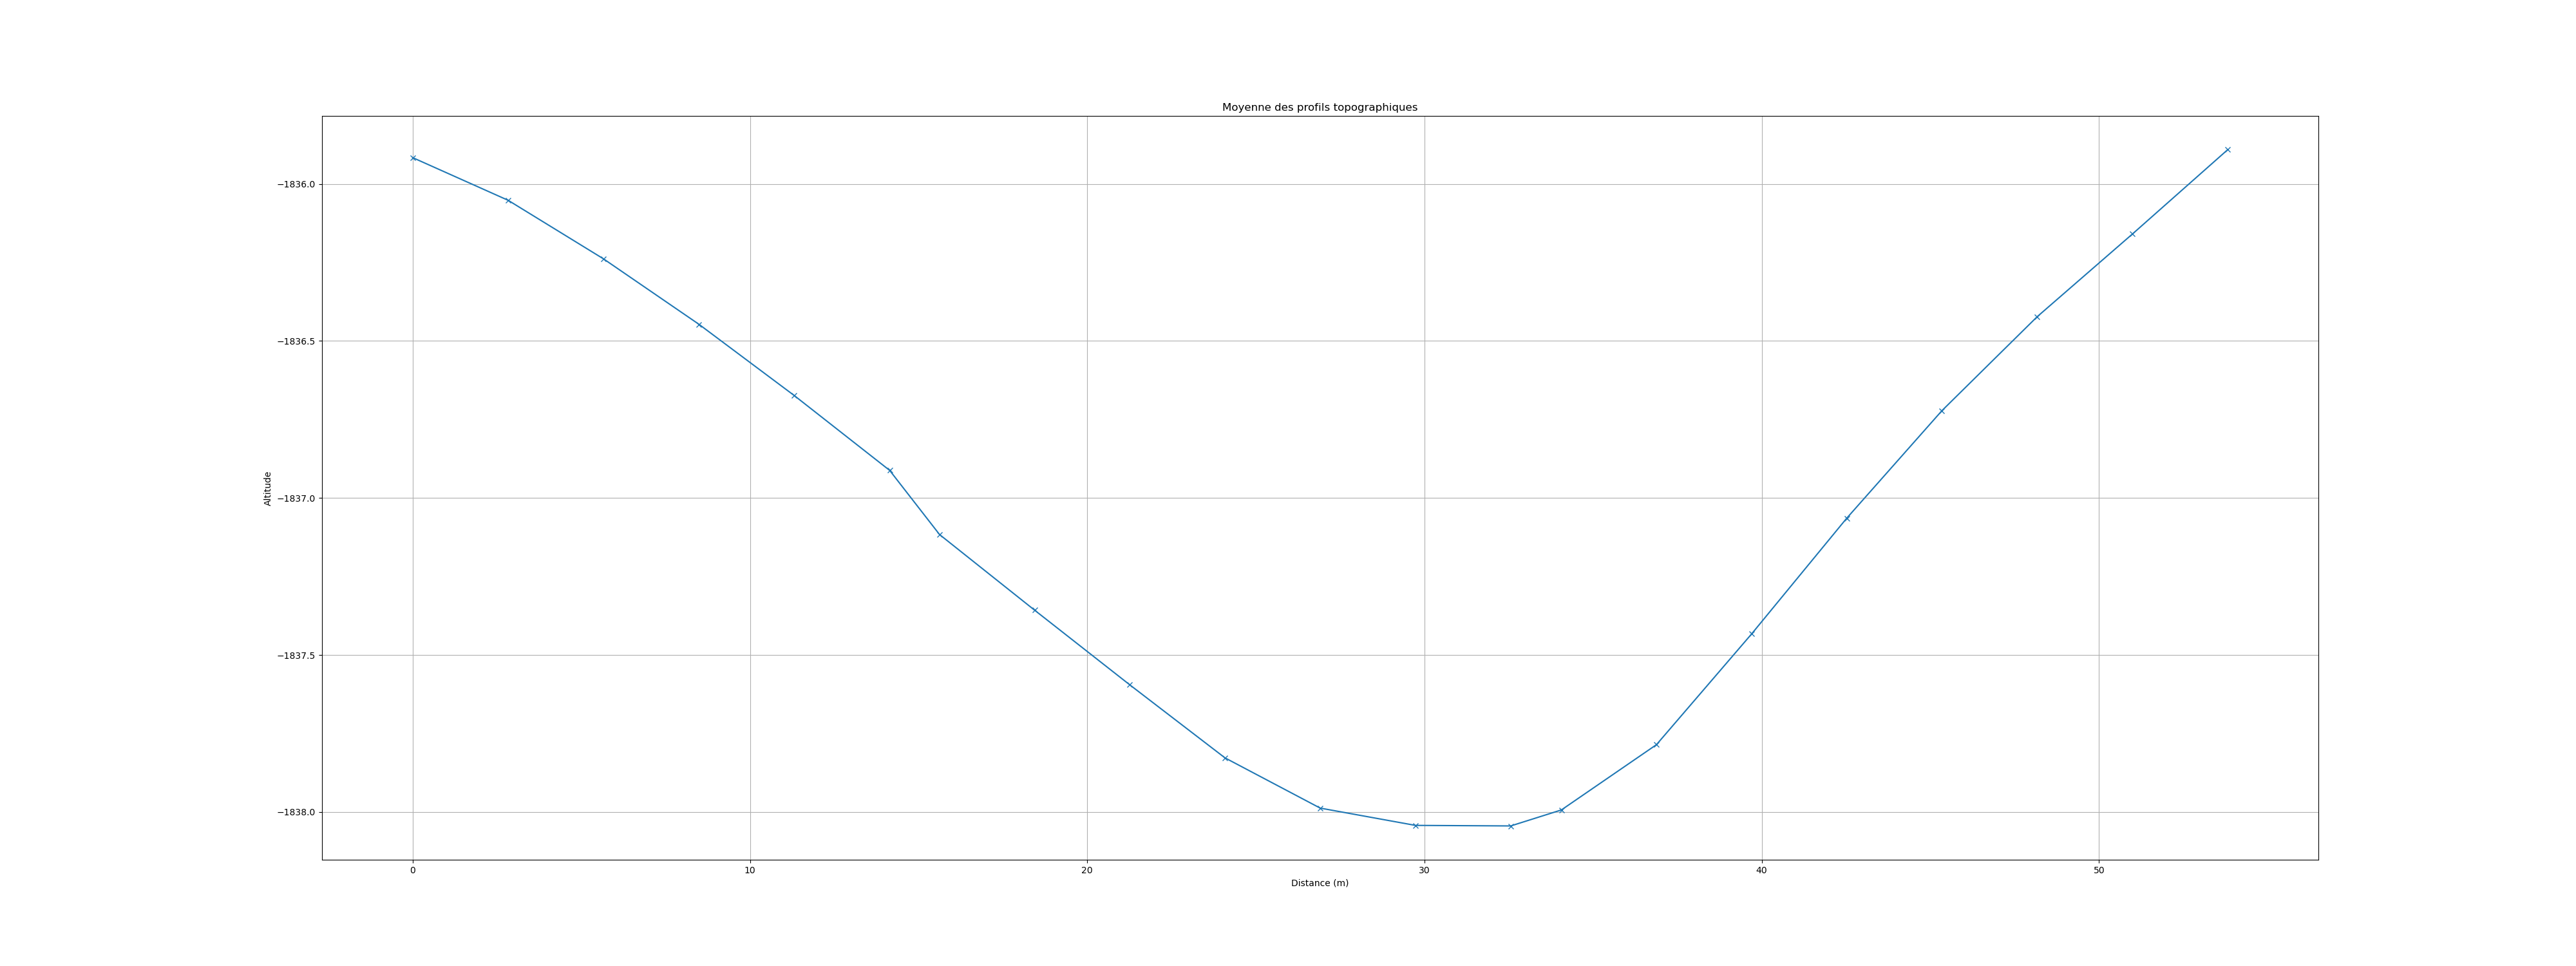 Moyenne des profils topographiques
Altitude
−1836.0
−1836.5
−1837.0
−1837.5
−1838.0
0 10 20 30 40 50
Distance (m)